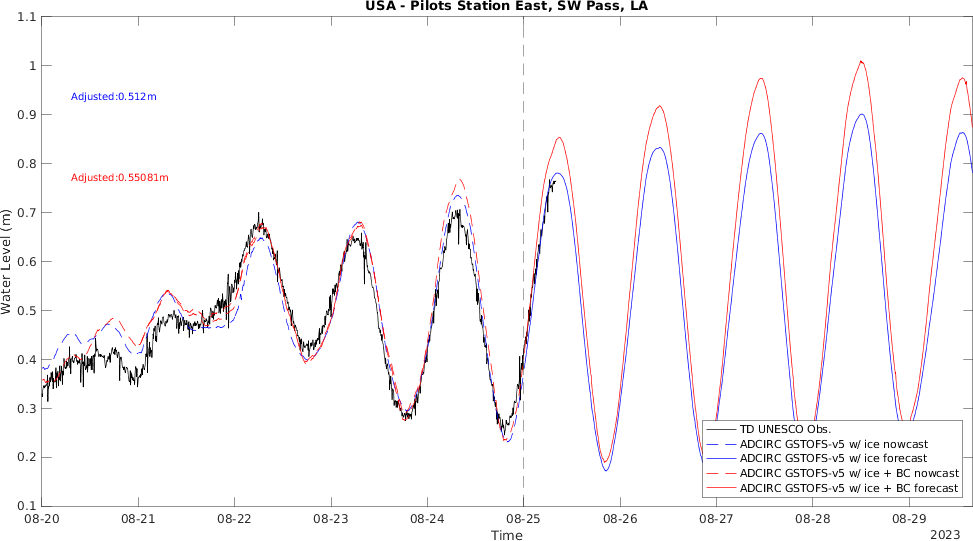 USA - Pilots Station East, SW Pass, LA
1.1
1
0.9
0.8
0.7
0.6
0.5
0.4
0.3
0.2
0.1
Water Level (m)
Adjusted:0.512m
Adjusted:0.55081m
TD UNESCO Obs.
ADCIRC GSTOFS-v5 w/ ice nowcast
ADCIRC GSTOFS-v5 w/ ice forecast
ADCIRC GSTOFS-v5 w/ ice + BC nowcast
ADCIRC GSTOFS-v5 w/ ice + BC forecast
08-20 08-21 08-22 08-23 08-24 08-25 08-26 08-27 08-28 08-29
Time
2023